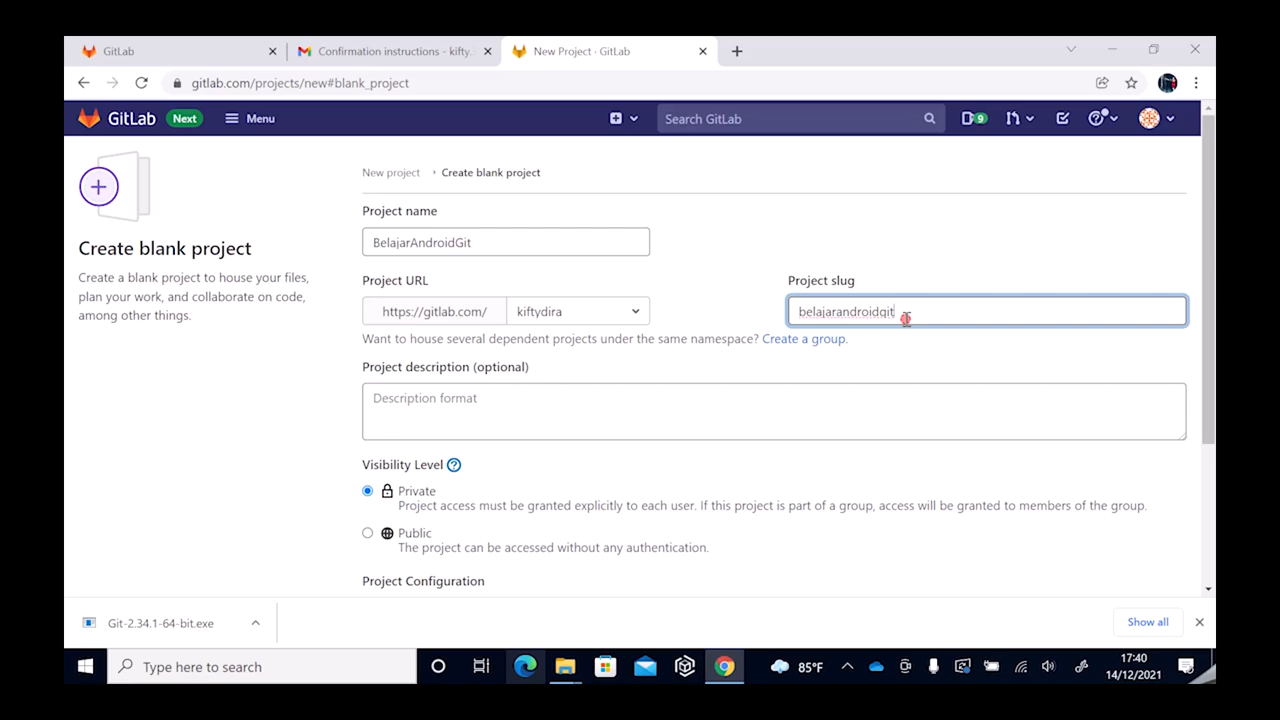 GitLab
Confirmation instructions - kifty.
New Project · GitLab
gitlab.com/projects/new#blank_project
GitLab Next Menu Search GitLab 9
New project › Create blank project
Create blank project
Create a blank project to house your files,
plan your work, and collaborate on code,
among other things.
Project name
BelajarAndroidGit
Project URL
https://gitlab.com/ kiftydira
Project slug
belajarandroidgit
Want to house several dependent projects under the same namespace? Create a group.
Project description (optional)
Description format
Visibility Level
Private
Project access must be granted explicitly to each user. If this project is part of a group, access will be granted to members of the group.
Public
The project can be accessed without any authentication.
Project Configuration
Git-2.34.1-64-bit.exe
Show all
Type here to search
85°F
17:40
14/12/2021